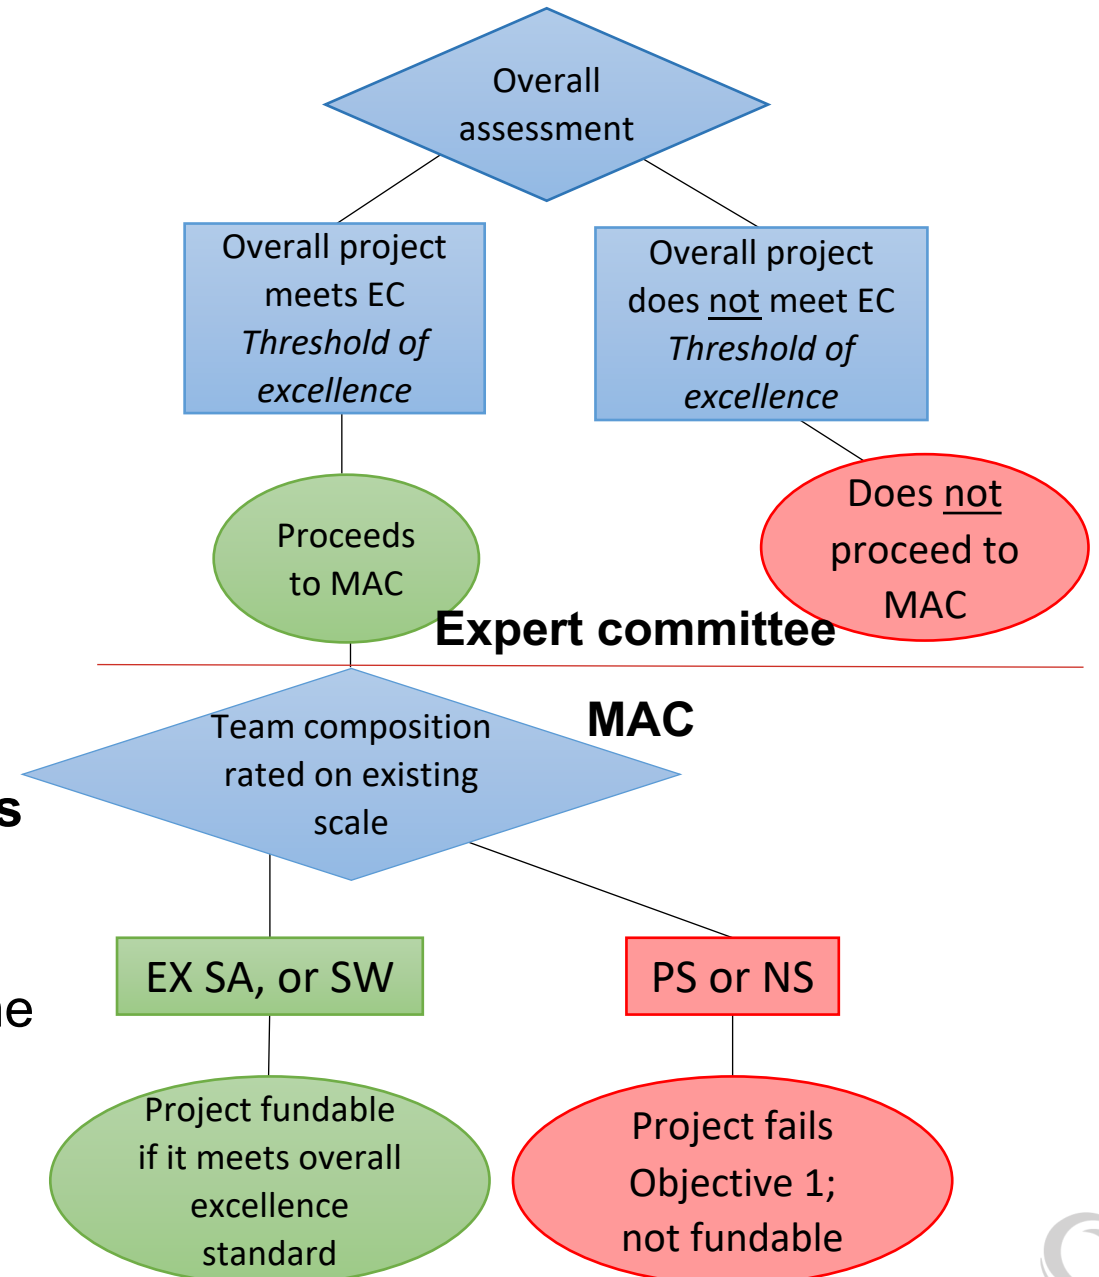 Overall
assessment
Overall project
meets EC
Threshold of
excellence
Overall project
does not meet EC
Threshold of
excellence
Proceeds
to MAC
Does not
proceed to
MAC
Expert committee
MAC
Team composition
rated on existing
scale
s
EX SA, or SW
PS or NS
Project fundable
if it meets overall
excellence
standard
Project fails
Objective 1;
not fundable